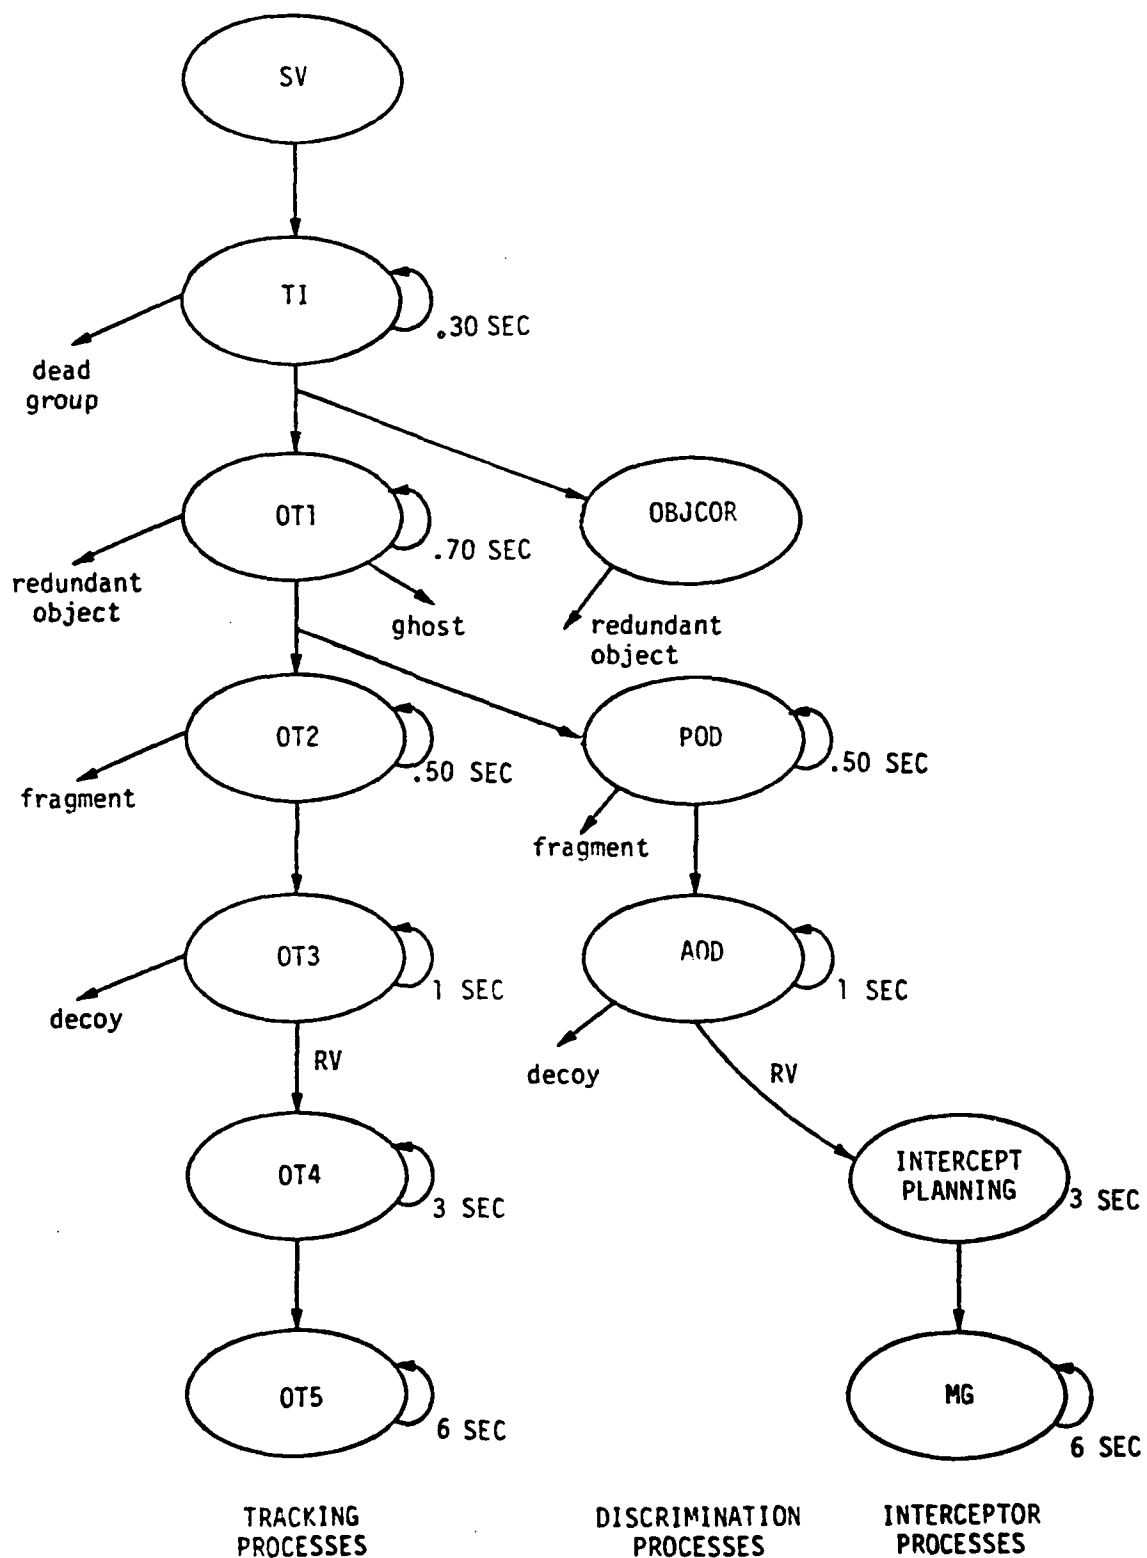 SV
TI
.30 SEC
dead
group
OT1
.70 SEC
OBJCOR
redundant
object
ghost
redundant
object
OT2
.50 SEC
POD
.50 SEC
fragment
fragment
OT3
1 SEC
AOD
1 SEC
decoy
decoy
RV
RV
OT4
3 SEC
INTERCEPT
PLANNING
3 SEC
OT5
6 SEC
MG
6 SEC
TRACKING
PROCESSES
DISCRIMINATION
PROCESSES
INTERCEPTOR
PROCESSES